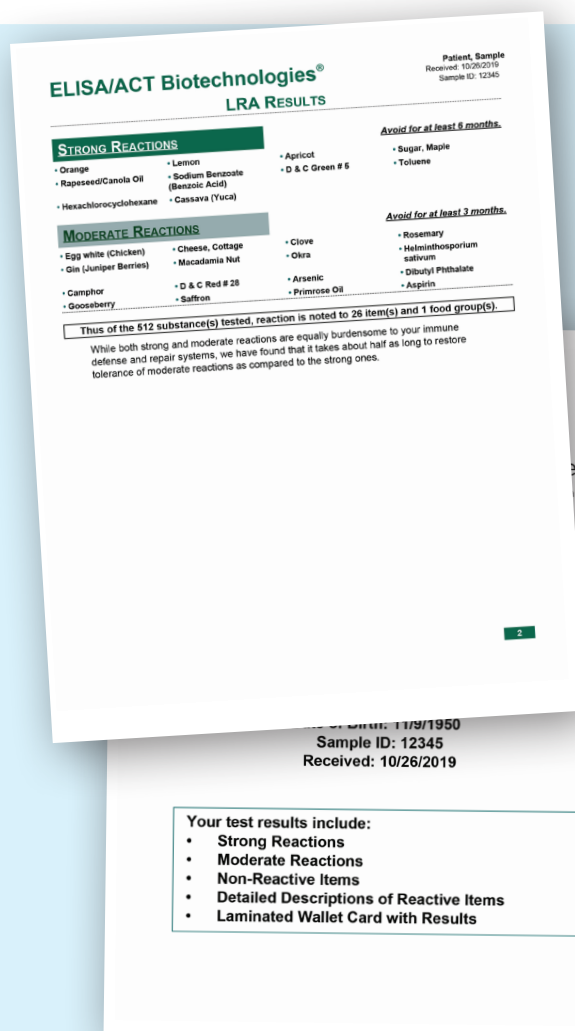 ELISA/ACT Biotechnologies®
Patient, Sample
Received: 10/26/2019
Sample ID: 12345
LRA RESULTS
STRONG REACTIONS
Avoid for at least 6 months.
• Orange
• Lemon
• Apricot
• Sugar, Maple
• Rapeseed/Canola Oil
• Sodium Benzoate
(Benzoic Acid)
• D & C Green # 5
• Toluene
• Hexachlorocyclohexane
• Cassava (Yuca)
MODERATE REACTIONS
Avoid for at least 3 months.
• Egg white (Chicken)
• Cheese, Cottage
• Clove
• Rosemary
• Gin (Juniper Berries)
• Macadamia Nut
• Okra
• Helminthosporium
sativum
• Camphor
• D & C Red # 28
• Arsenic
• Dibutyl Phthalate
• Gooseberry
• Saffron
• Primrose Oil
• Aspirin
Thus of the 512 substance(s) tested, reaction is noted to 26 item(s) and 1 food group(s).
While both strong and moderate reactions are equally burdensome to your immune
defense and repair systems, we have found that it takes about half as long to restore
tolerance of moderate reactions as compared to the strong ones.
2
Birth: 11/9/1950
Sample ID: 12345
Received: 10/26/2019
Your test results include:
• Strong Reactions
• Moderate Reactions
• Non-Reactive Items
• Detailed Descriptions of Reactive Items
• Laminated Wallet Card with Results